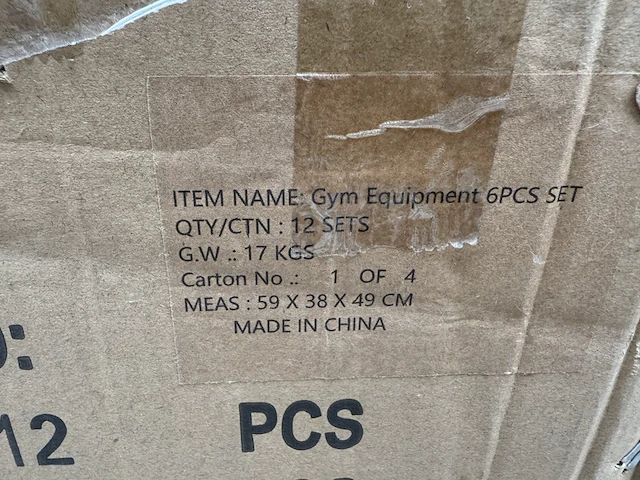 ITEM NAME: Gym Equipment 6PCS SET
QTY/CTN : 12 SETS
G.W .: 17 KGS
Carton No .: 1 OF 4
MEAS : 59 X 38 X 49 CM
MADE IN CHINA
:
12 PCS